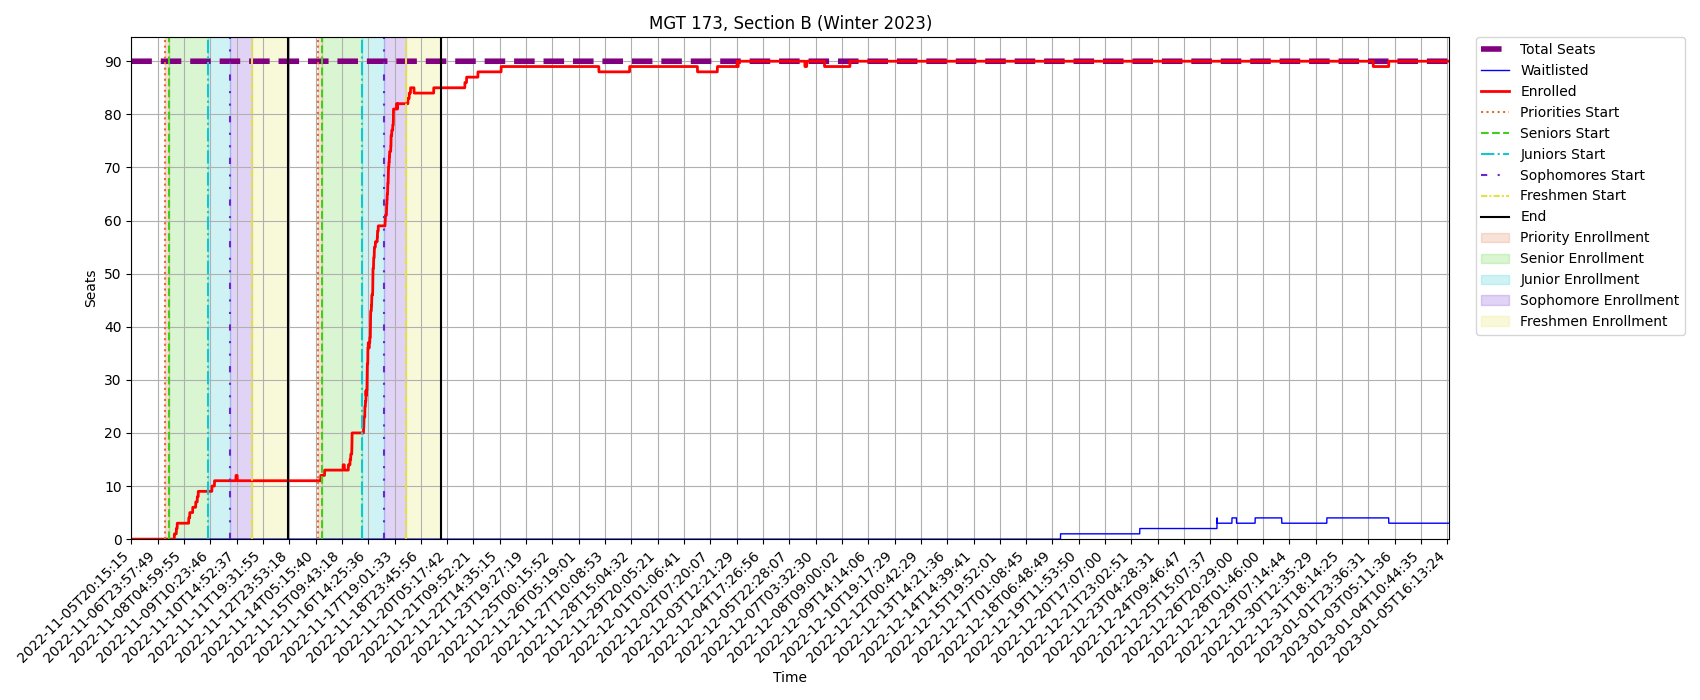 MGT 173, Section B (Winter 2023)
Seats
90
80
70
60
50
40
30
20
10
0
2022-11-05T20:15:15
2022-11-06T23:57:49
2022-11-08T04:59:55
2022-11-09T10:23:46
2022-11-10T14:52:37
2022-11-11T19:31:55
2022-11-12T23:53:18
2022-11-14T05:15:40
2022-11-15T09:43:18
2022-11-16T14:25:36
2022-11-17T19:01:33
2022-11-18T23:45:56
2022-11-20T05:17:42
2022-11-21T09:52:21
2022-11-22T14:35:15
2022-11-23T19:27:19
2022-11-25T00:15:52
2022-11-26T05:19:01
2022-11-27T10:08:53
2022-11-28T15:04:32
2022-11-29T20:05:21
2022-12-01T01:06:41
2022-12-02T07:20:07
2022-12-03T12:21:29
2022-12-04T17:26:56
2022-12-05T22:28:07
2022-12-07T03:32:30
2022-12-08T09:00:02
2022-12-09T14:14:06
2022-12-10T19:17:29
2022-12-12T00:42:29
2022-12-13T14:21:36
2022-12-14T14:39:41
2022-12-15T19:52:01
2022-12-17T01:08:45
2022-12-18T06:48:49
2022-12-19T11:53:50
2022-12-20T17:07:00
2022-12-21T23:02:51
2022-12-23T04:28:31
2022-12-24T09:46:47
2022-12-25T15:07:37
2022-12-26T20:29:00
2022-12-28T01:46:00
2022-12-29T07:14:44
2022-12-30T12:35:29
2022-12-31T18:14:25
2023-01-01T23:36:31
2023-01-03T05:11:36
2023-01-04T10:44:35
2023-01-05T16:13:24
Time
Total Seats
Waitlisted
Enrolled
Priorities Start
Seniors Start
Juniors Start
Sophomores Start
Freshmen Start
End
Priority Enrollment
Senior Enrollment
Junior Enrollment
Sophomore Enrollment
Freshmen Enrollment